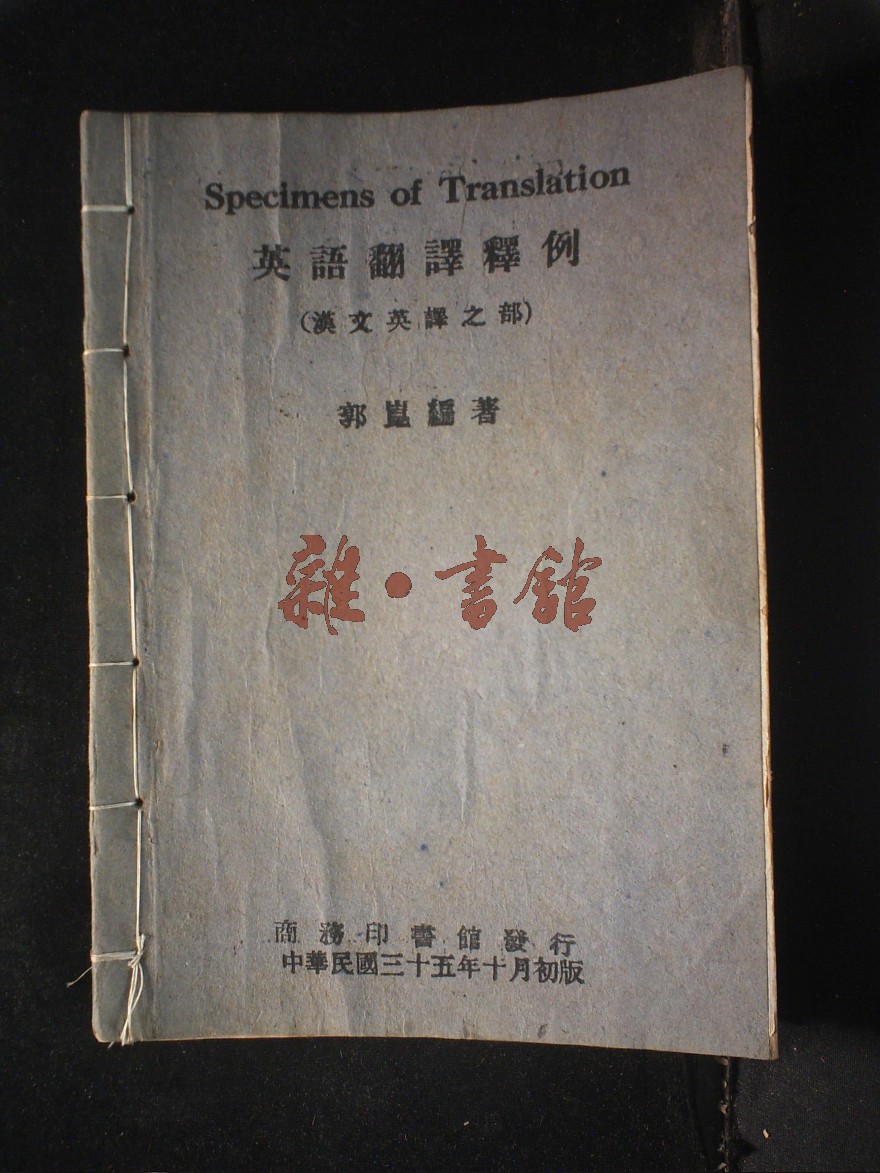 Specimens of Translation
英語翻譯釋例
(漢文英譯之部)
郭崑編著
雜·書館
商務印書館發行
中華民國三十五年十月初版